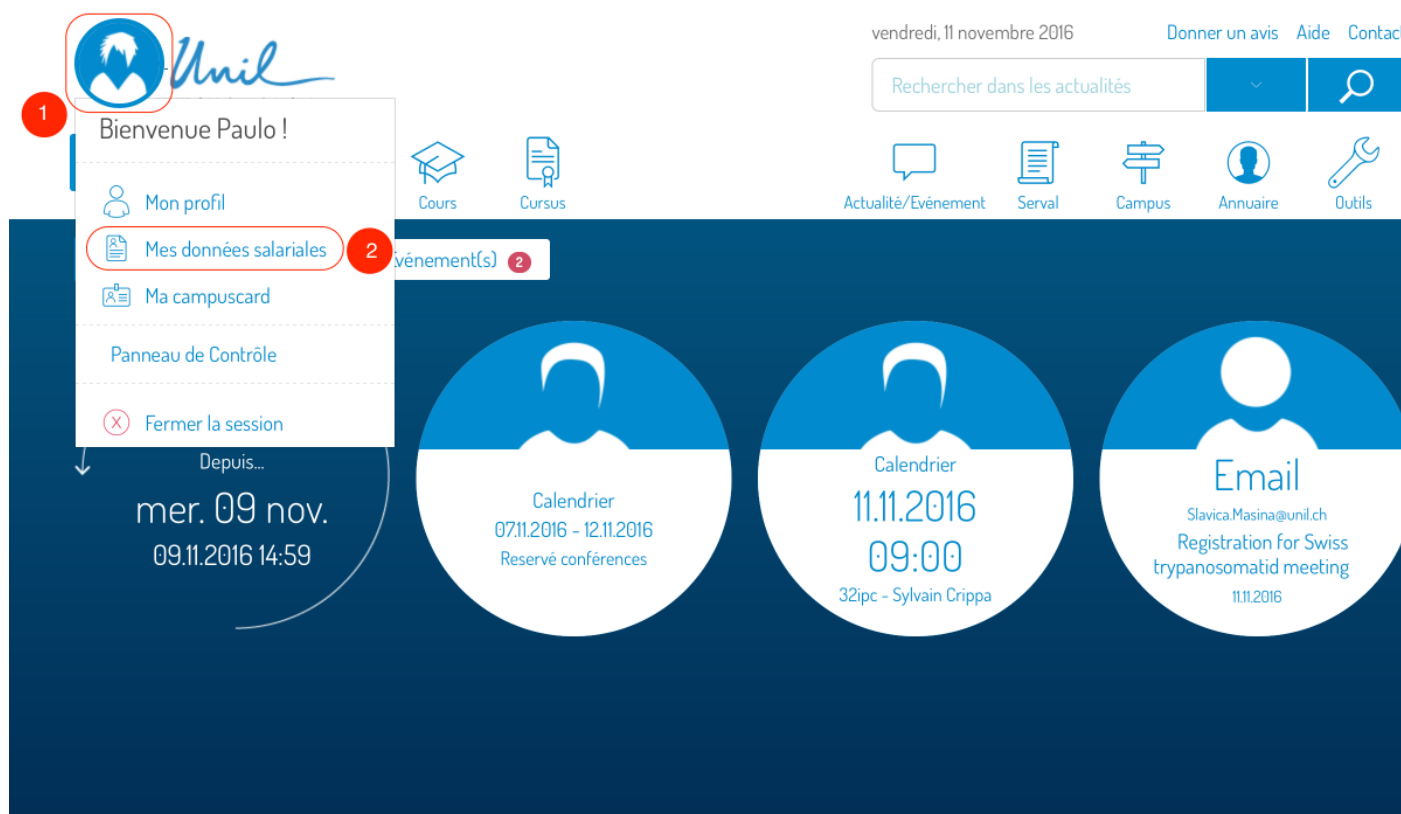 Unil
vendredi, 11 novembre 2016
Donner un avis Aide Contact
Rechercher dans les actualités
1
Bienvenue Paulo !
Mon profil
Mes données salariales
2
Ma campuscard
Panneau de Contrôle
Fermer la session
Cours
Cursus
Actualité/Evénement
Serval
Campus
Annuaire
Outils
vénement(s) 2
Depuis...
mer. 09 nov.
09.11.2016 14:59
Calendrier
07.11.2016 - 12.11.2016
Reservé conférences
Calendrier
11.11.2016
09:00
32ipc - Sylvain Crippa
Email
Slavica.Masina@unil.ch
Registration for Swiss
trypanosomatid meeting
11.11.2016